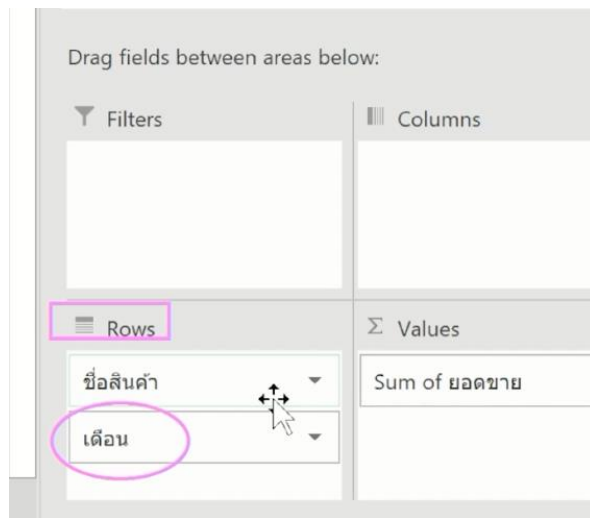 Drag fields between areas below:
Filters
Columns
Rows
Σ Values
ชื่อสินค้า
Sum of ยอดขาย
เดือน